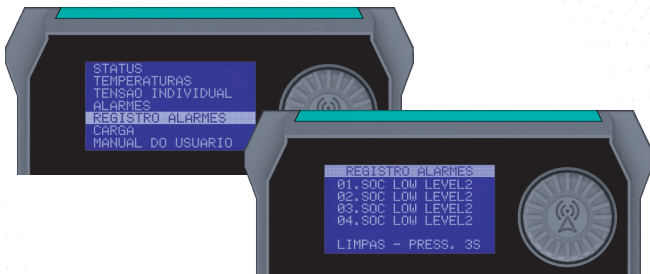 STATUS
TEMPERATURAS
TENSAO INDIVIDUAL
ALARMES
REGISTRO ALARMES
CARGA
MANUAL DO USUARIO
REGISTRO ALARMES
01.SOC LOW LEVEL2
02.SOC LOW LEVEL2
03.SOC LOW LEVEL2
04.SOC LOW LEVEL2
LIMPAS - PRESS. 3S